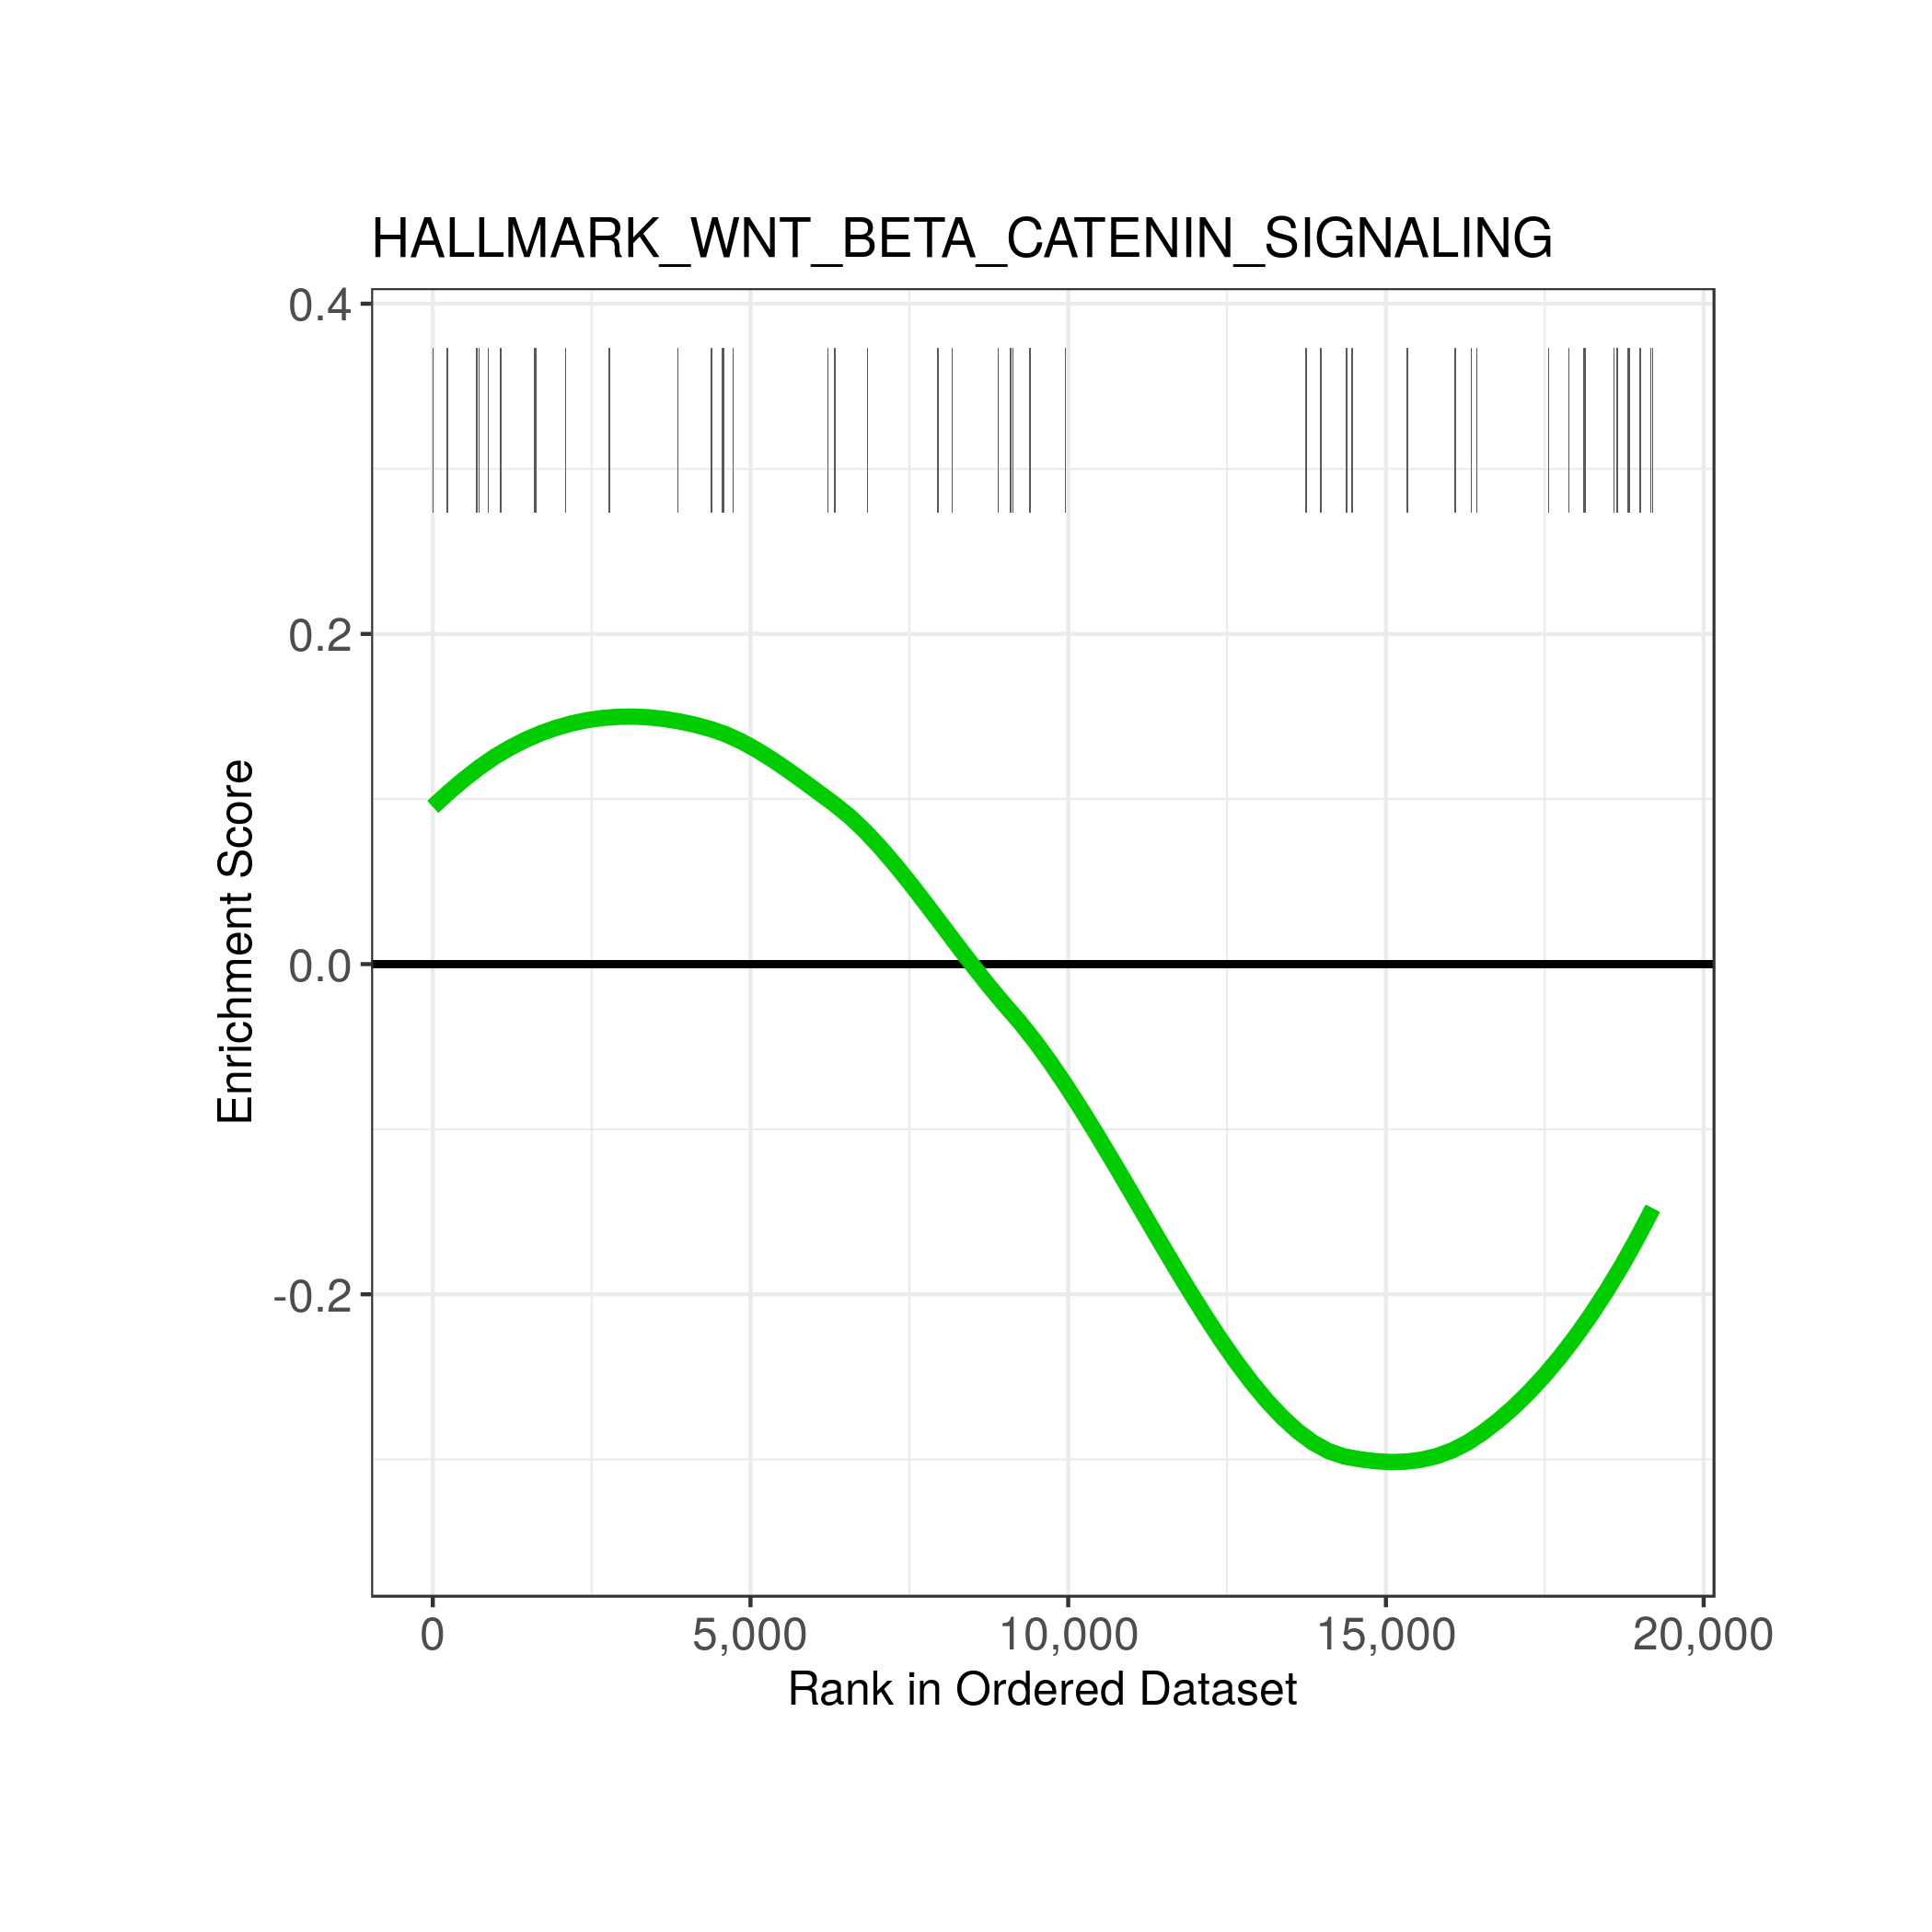 HALLMARK_WNT_BETA_CATENIN_SIGNALING
0.4
0.2
0.0
-0.2
Enrichment Score
0 5,000 10,000 15,000 20,000
Rank in Ordered Dataset